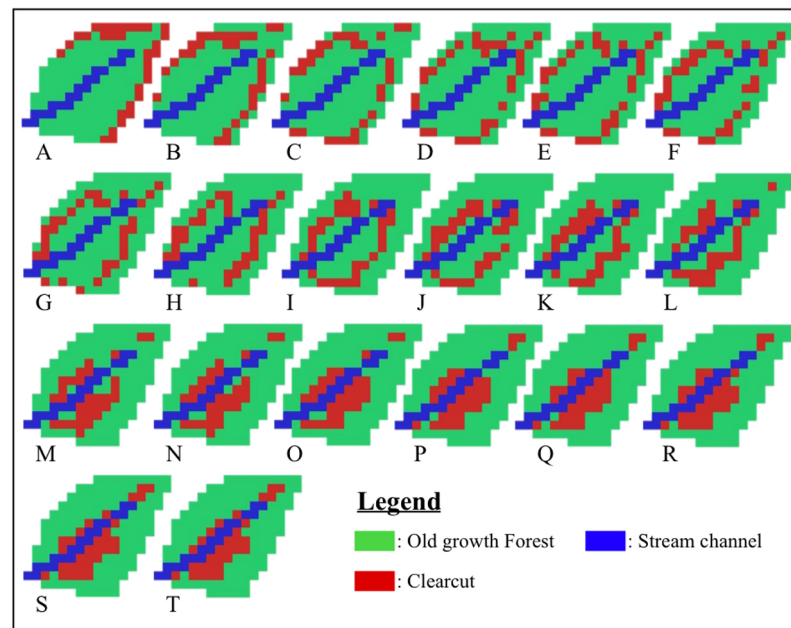 A B C D E F
G H I J K L
M N O P Q R
S T
Legend
: Old growth Forest : Stream channel
: Clearcut